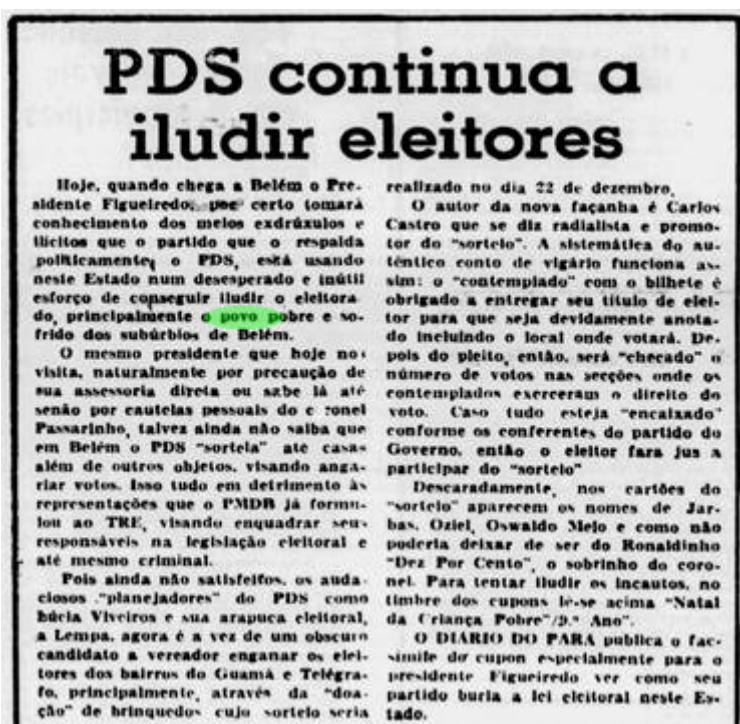 PDS continua a
iludir eleitores
Hoje, quando chega a Belém o Pre-
sidente Figueiredo, por certo tomará
conhecimento dos meios exdrúxulos e
ilícitos que o partido que o respalda
politicamente, o PDS, está usando
neste Estado num desesperado e inútil
esforço de conseguir iludir o eleitora-
do, principalmente o povo pobre e so-
frido dos subúrbios de Belém.
O mesmo presidente que hoje nos
visita, naturalmente por precaução de
sua assessoria direta ou sabe lá até
senão por cautelas pessoais do coronel
Passarinho, talvez ainda não saiba que
em Belém o PDS "sorteia" até casas
além de outros objetos, visando anga-
riar votos. Isso tudo em detrimento às
representações que o PMDB já formu-
lou ao TRE, visando enquadrar seus
responsáveis na legislação eleitoral e
até mesmo criminal.
Pois ainda não satisfeitos, os auda-
ciosos "planejadores" do PDS como
búcia Viveiros e sua arapuca eleitoral,
a Lempa, agora é a vez de um obscuro
candidato a vereador enganar os elei-
tores dos bairros do Guamá e Telégra-
fo, principalmente, através da "doa-
ção" de brinquedos cujo sorteio seria
realizado no dia 22 de dezembro.
O autor da nova façanha é Carlos
Castro que se diz radialista e promo-
tor do "sorteio". A sistemática do au-
têntico conto de vigário funciona as-
sim: o "contemplado" com o bilhete é
obrigado a entregar seu título de elei-
tor para que seja devidamente anota-
do incluindo o local onde votará. De-
pois do pleito, então, será "checado" o
número de votos nas secções onde os
contemplados exerceram o direito do
voto. Caso tudo esteja "encaixado"
conforme os conferentes do partido do
Governo, então o eleitor fara jus a
participar do "sorteio"
Descaradamente, nos cartões do
"sorteio" aparecem os nomes de Jar-
bas, Oziel, Oswaldo Melo e como não
poderia deixar de ser do Ronaldinho
"Dez Por Cento", o sobrinho do coro-
nel. Para tentar iludir os incautos, no
timbre dos cupons lê-se acima "Natal
da Criança Pobre"/9.º Ano".
O DIÁRIO DO PARÁ publica o fac-
símile do cupon especialmente para o
presidente Figueiredo ver como seu
partido burla a lei eleitoral neste Es-
tado.